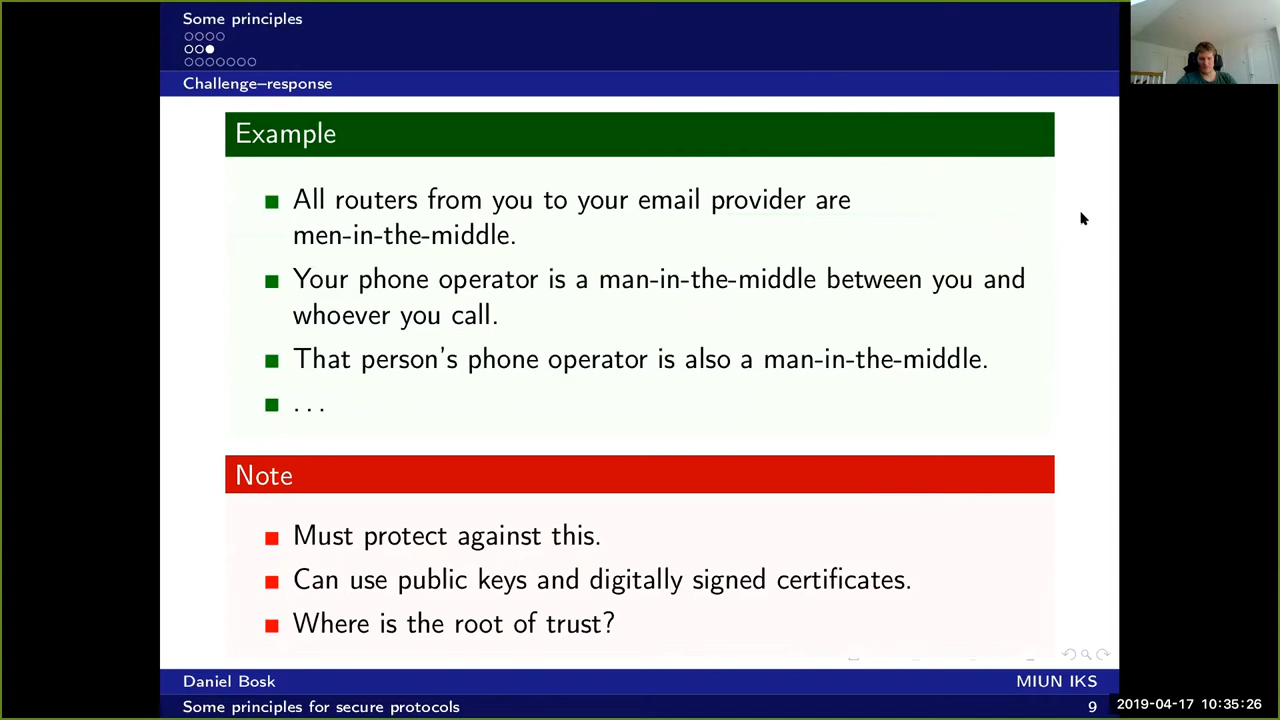 Some principles
Challenge–response
Example
All routers from you to your email provider are
men-in-the-middle.
Your phone operator is a man-in-the-middle between you and
whoever you call.
That person's phone operator is also a man-in-the-middle.
. . .
Note
Must protect against this.
Can use public keys and digitally signed certificates.
Where is the root of trust?
Daniel Bosk
MIUN IKS
Some principles for secure protocols
9
2019-04-17 10:35:26